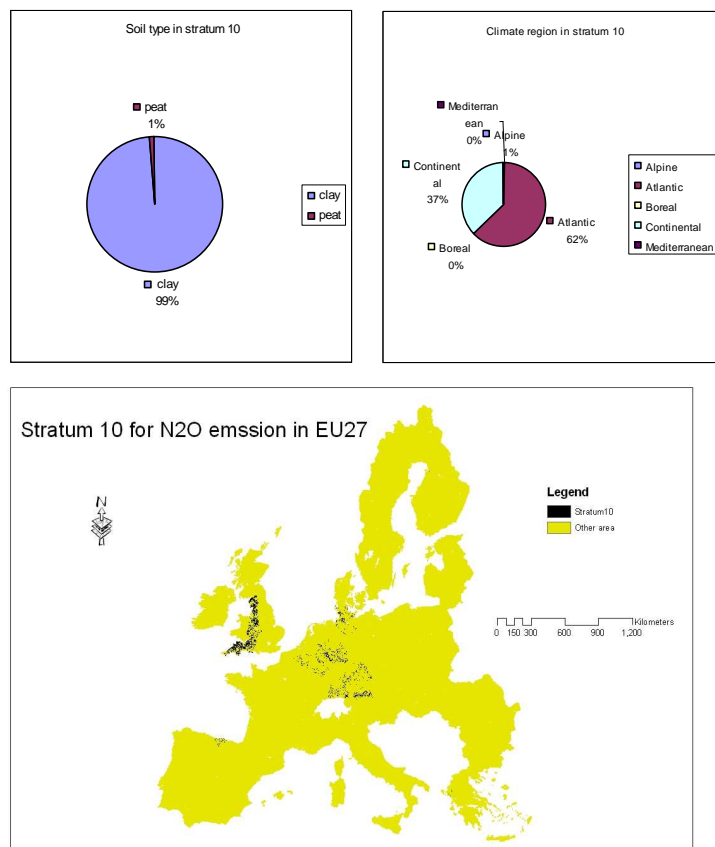 Soil type in stratum 10
peat
1%
clay
99%
clay
peat
Climate region in stratum 10
Mediterran
ean
0%
Alpine
1%
Continent
al
37%
Atlantic
62%
Boreal
0%
Alpine
Atlantic
Boreal
Continental
Mediterranean
Stratum 10 for N2O emssion in EU27
N
Legend
Stratum10
Other area
Kilometers
0 150 300 600 900 1,200